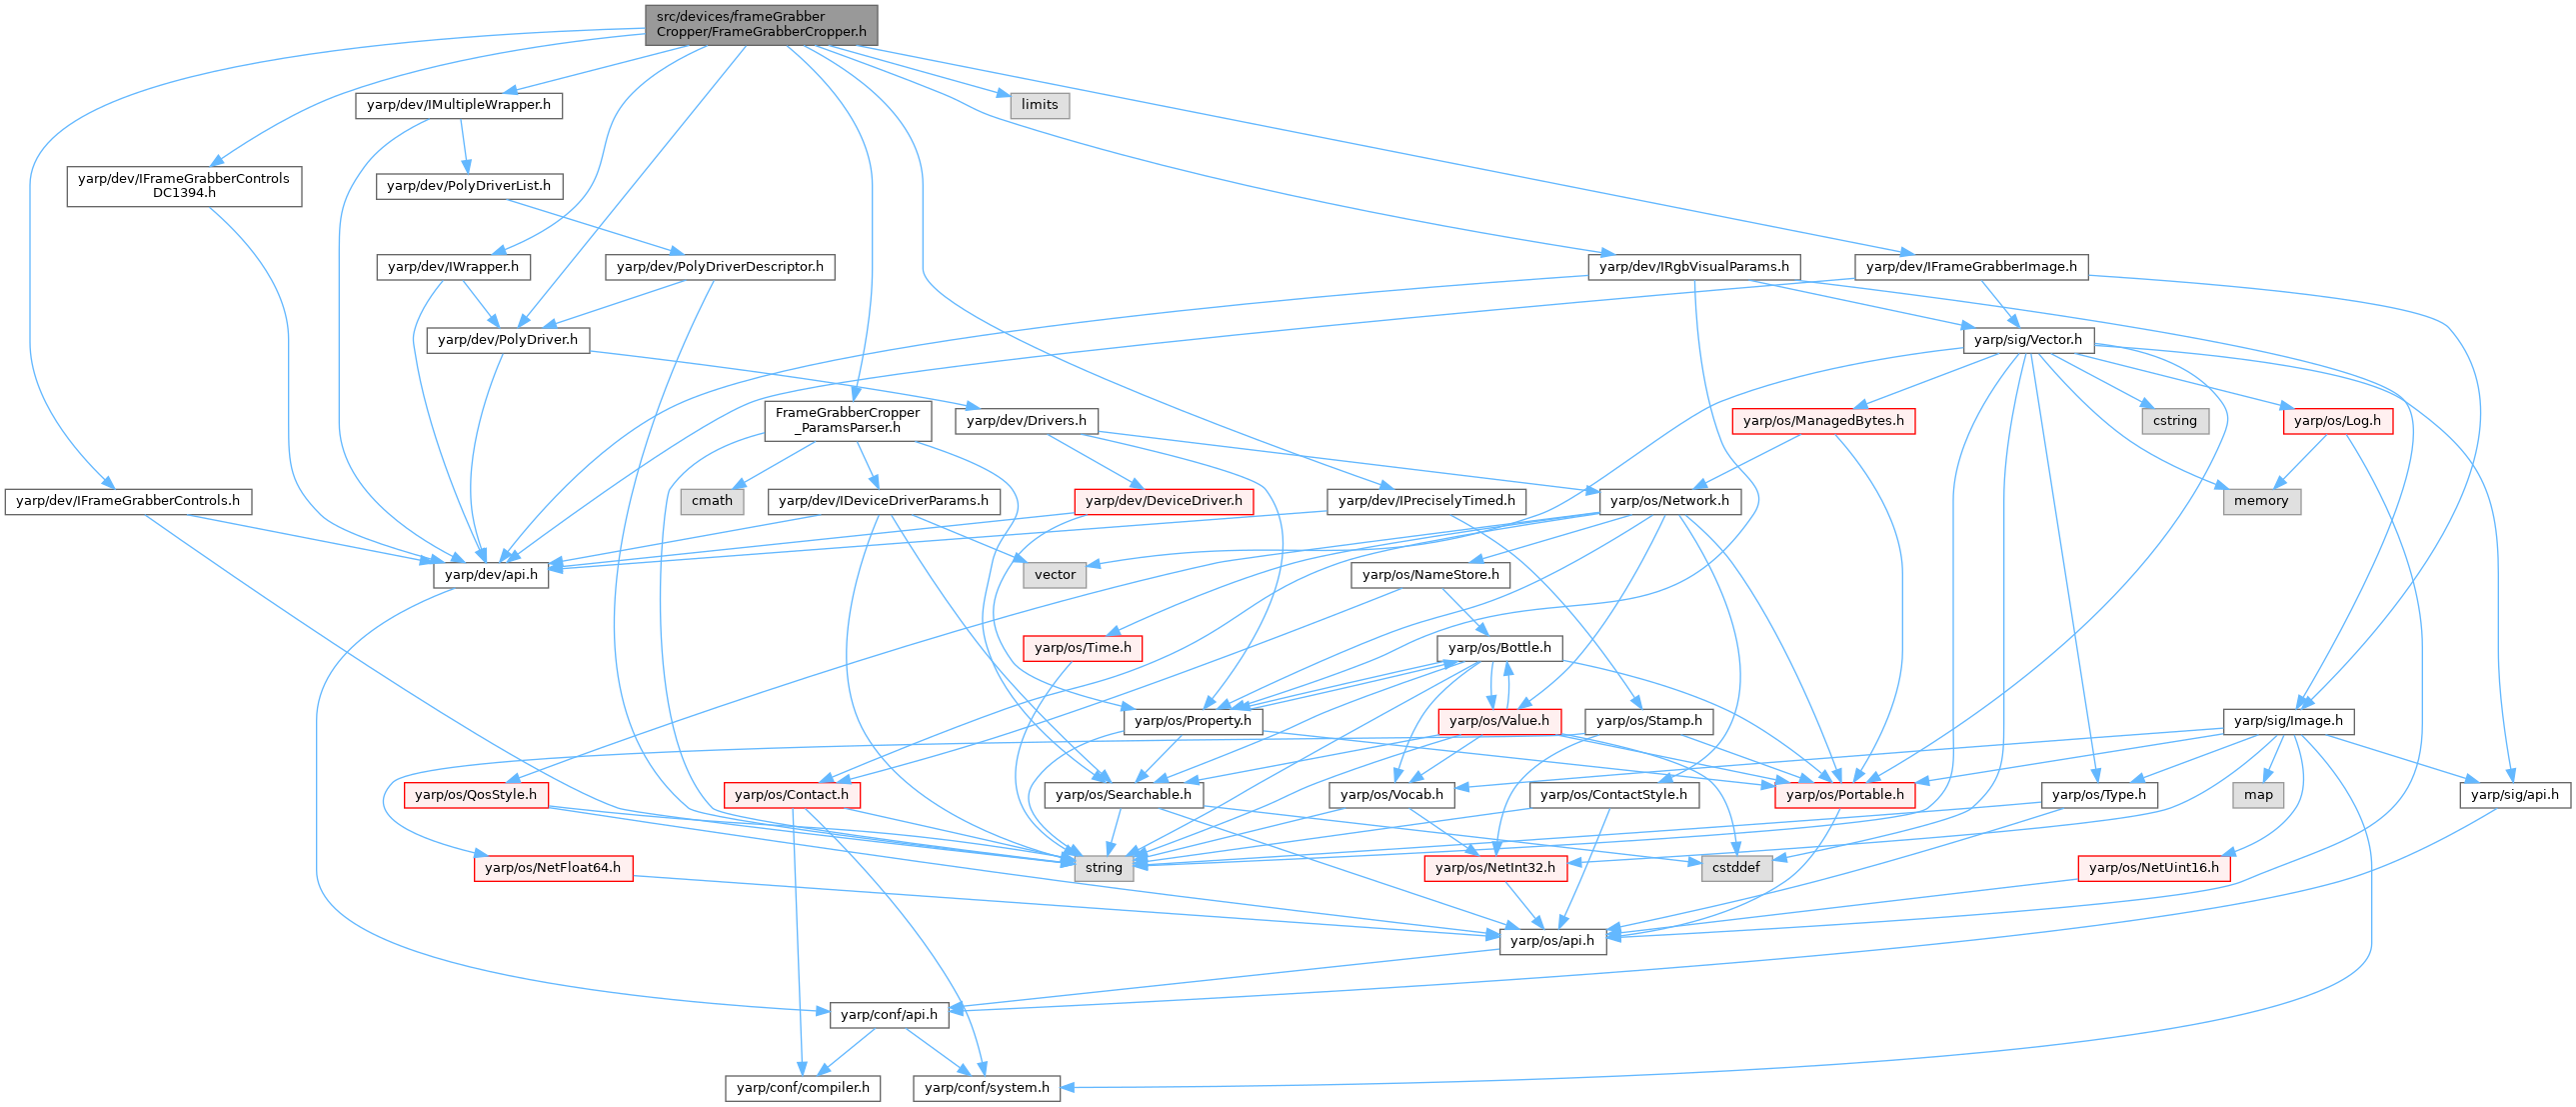 src/devices/frameGrabber
Cropper/FrameGrabberCropper.h
yarp/dev/IMultipleWrapper.h
limits
yarp/dev/IFrameGrabberControls
DC1394.h
yarp/dev/PolyDriverList.h
yarp/dev/IWrapper.h
yarp/dev/PolyDriverDescriptor.h
yarp/dev/IRgbVisualParams.h
yarp/dev/IFrameGrabberImage.h
yarp/dev/PolyDriver.h
yarp/sig/Vector.h
FrameGrabberCropper
_ParamsParser.h
yarp/dev/Drivers.h
yarp/os/ManagedBytes.h
cstring
yarp/os/Log.h
yarp/dev/IFrameGrabberControls.h
cmath
yarp/dev/IDeviceDriverParams.h
yarp/dev/DeviceDriver.h
yarp/dev/IPreciselyTimed.h
yarp/os/Network.h
memory
yarp/dev/api.h
vector
yarp/os/NameStore.h
yarp/os/Time.h
yarp/os/Bottle.h
yarp/os/Property.h
yarp/os/Value.h
yarp/os/Stamp.h
yarp/sig/Image.h
yarp/os/QosStyle.h
yarp/os/Contact.h
yarp/os/Searchable.h
yarp/os/Vocab.h
yarp/os/ContactStyle.h
yarp/os/Portable.h
yarp/os/Type.h
map
yarp/sig/api.h
yarp/os/NetFloat64.h
string
yarp/os/NetInt32.h
cstddef
yarp/os/NetUint16.h
yarp/os/api.h
yarp/conf/api.h
yarp/conf/compiler.h
yarp/conf/system.h